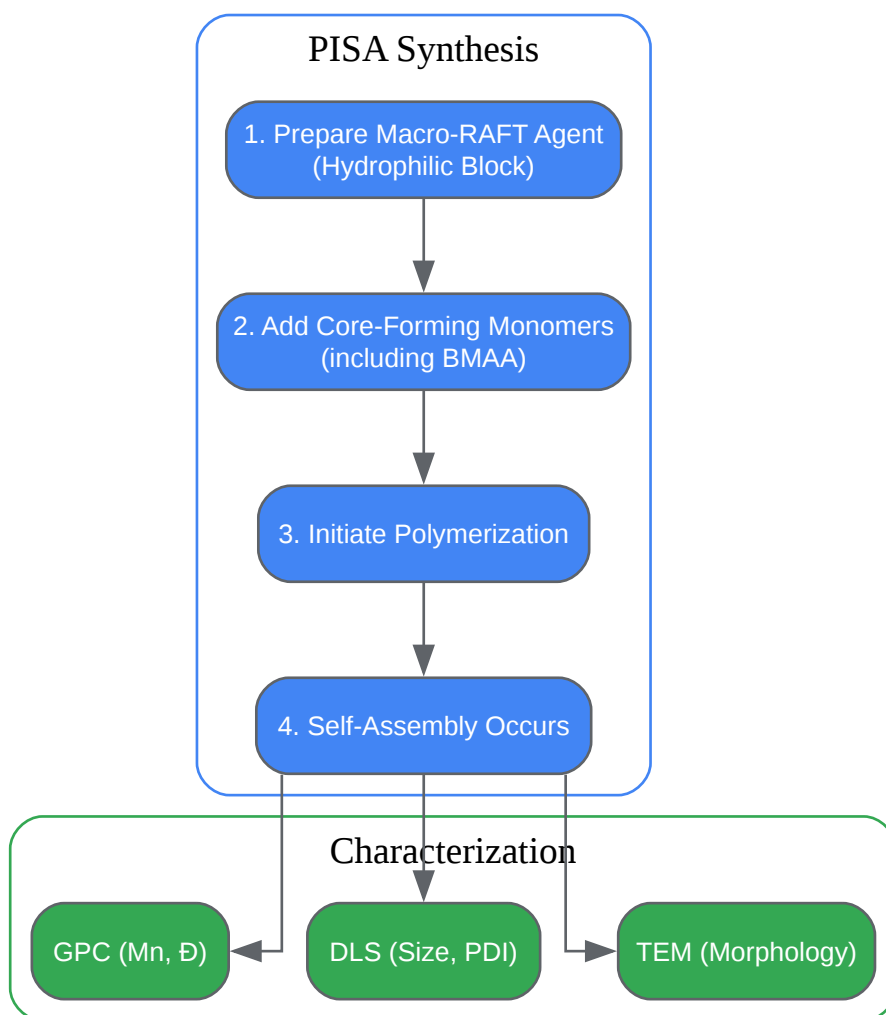 PISA Synthesis
1. Prepare Macro-RAFT Agent
(Hydrophilic Block)
2. Add Core-Forming Monomers
(including BMAA)
3. Initiate Polymerization
4. Self-Assembly Occurs
Characterization
GPC (Mn, Đ)
DLS (Size, PDI)
TEM (Morphology)